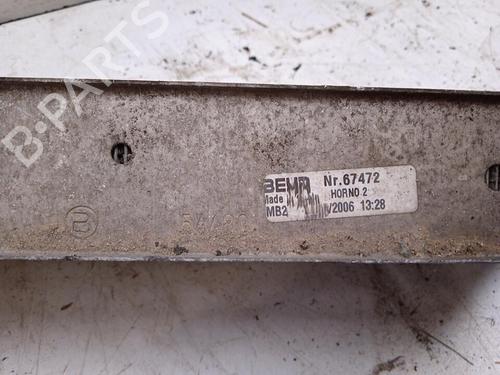 B-PARTS
BEHR Nr.67472
Made HORNO 2
MB2 /2006 13:28